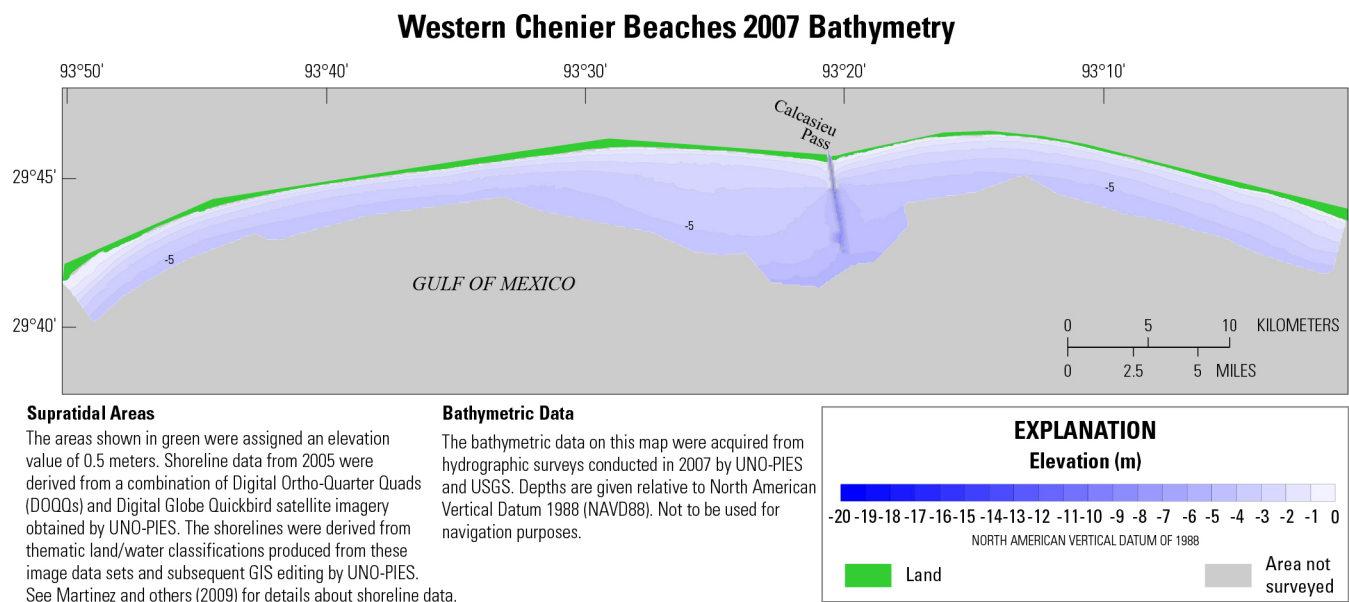 Western Chenier Beaches 2007 Bathymetry
93°50' 93°40' 93°30' 93°20' 93°10'
Calcasieu
Pass
29°45'
-5
-5
-5
GULF OF MEXICO
29°40'
0 5 10 KILOMETERS
0 2.5 5 MILES
Supratidal Areas
The areas shown in green were assigned an elevation
value of 0.5 meters. Shoreline data from 2005 were
derived from a combination of Digital Ortho-Quarter Quads
(DOQQs) and Digital Globe Quickbird satellite imagery
obtained by UNO-PIES. The shorelines were derived from
thematic land/water classifications produced from these
image data sets and subsequent GIS editing by UNO-PIES.
See Martinez and others (2009) for details about shoreline data.
Bathymetric Data
The bathymetric data on this map were acquired from
hydrographic surveys conducted in 2007 by UNO-PIES
and USGS. Depths are given relative to North American
Vertical Datum 1988 (NAVD88). Not to be used for
navigation purposes.
EXPLANATION
Elevation (m)
-20 -19 -18 -17 -16 -15 -14 -13 -12 -11 -10 -9 -8 -7 -6 -5 -4 -3 -2 -1 0
NORTH AMERICAN VERTICAL DATUM OF 1988
Land
Area not
surveyed